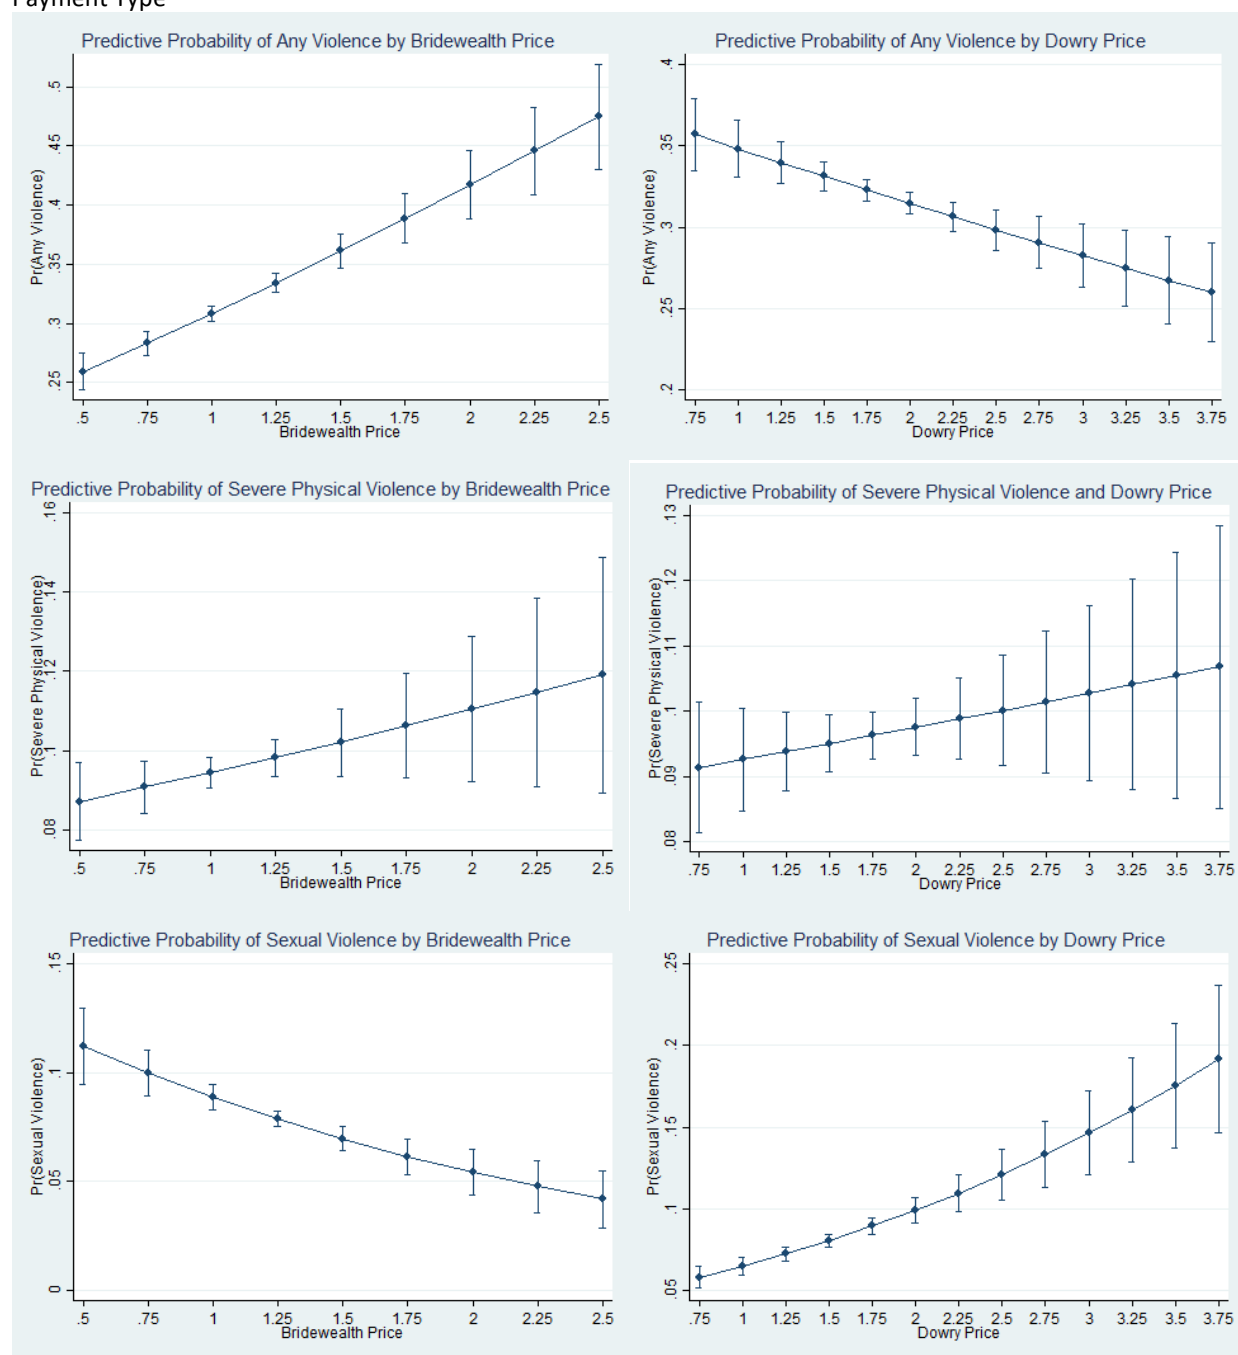 Payment Type
Predictive Probability of Any Violence by Bridewealth Price
Pr(Any Violence)
.5
.45
.4
.35
.3
.25
.5 .75 1 1.25 1.5 1.75 2 2.25 2.5
Bridewealth Price
Predictive Probability of Any Violence by Dowry Price
Pr(Any Violence)
.4
.35
.3
.25
.2
.75 1 1.25 1.5 1.75 2 2.25 2.5 2.75 3 3.25 3.5 3.75
Dowry Price
Predictive Probability of Severe Physical Violence by Bridewealth Price
Pr(Severe Physical Violence)
.16
.14
.12
.1
.08
.5 .75 1 1.25 1.5 1.75 2 2.25 2.5
Bridewealth Price
Predictive Probability of Severe Physical Violence and Dowry Price
Pr(Severe Physical Violence)
.13
.12
.11
.1
.09
.08
.75 1 1.25 1.5 1.75 2 2.25 2.5 2.75 3 3.25 3.5 3.75
Dowry Price
Predictive Probability of Sexual Violence by Bridewealth Price
Pr(Sexual Violence)
.15
.1
.05
0
.5 .75 1 1.25 1.5 1.75 2 2.25 2.5
Bridewealth Price
Predictive Probability of Sexual Violence by Dowry Price
Pr(Sexual Violence)
.25
.2
.15
.1
.05
.75 1 1.25 1.5 1.75 2 2.25 2.5 2.75 3 3.25 3.5 3.75
Dowry Price